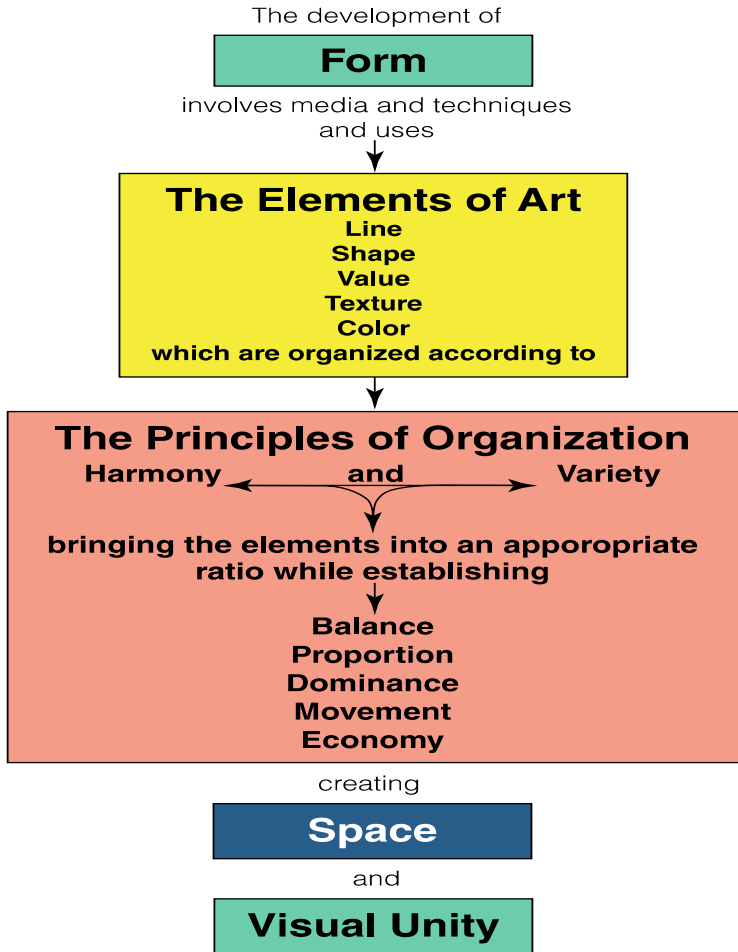 The development of
Form
involves media and techniques
and uses
The Elements of Art
Line
Shape
Value
Texture
Color
which are organized according to
The Principles of Organization
Harmony and Variety
bringing the elements into an apporopriate
ratio while establishing
Balance
Proportion
Dominance
Movement
Economy
creating
Space
and
Visual Unity